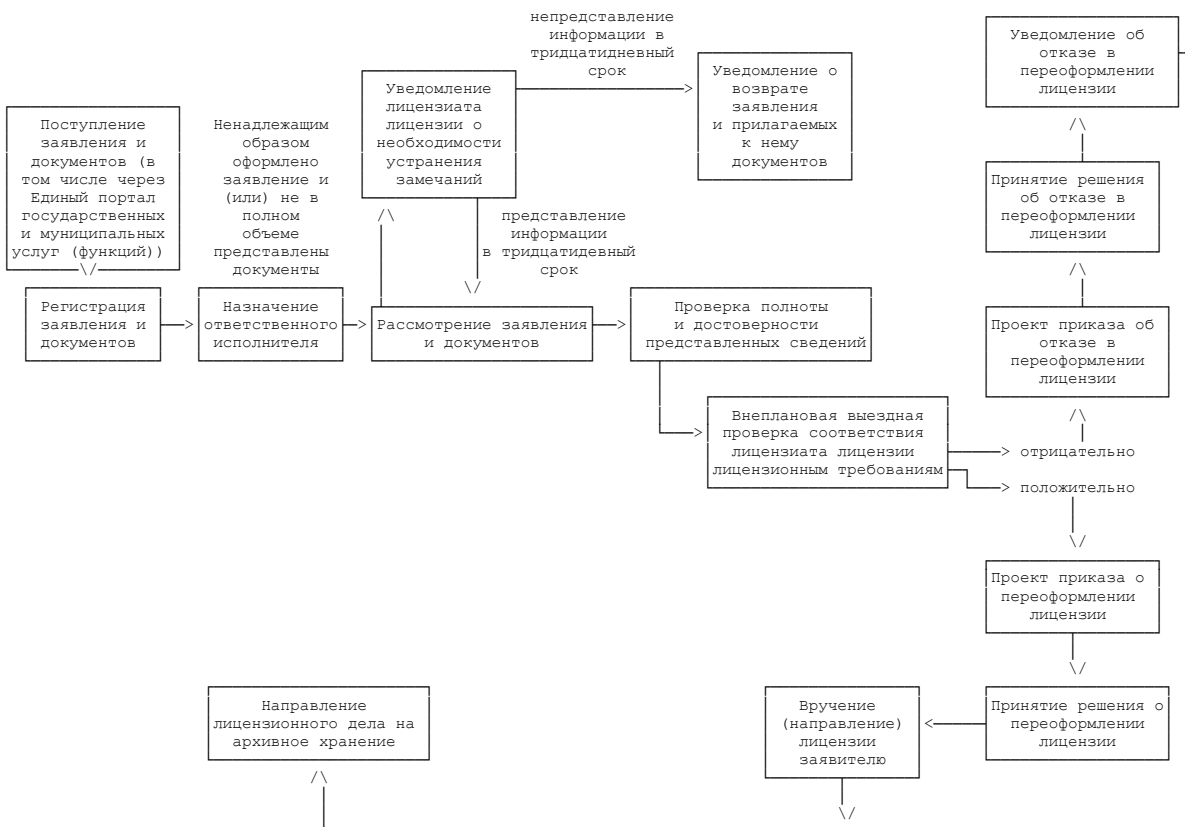 непредставление
информации в
тридцатидневный
срок
Уведомление об
отказе в
переоформлении
лицензии
Уведомление
лицензиата
лицензии о
необходимости
устранения
замечаний
Уведомление о
возврате
заявления
и прилагаемых
к нему
документов
Поступление
заявления и
документов (в
том числе через
Единый портал
государственных
и муниципальных
услуг (функций))
Ненадлежащим
образом
оформлено
заявление и
(или) не в
полном
объеме
представлены
документы
представление
информации
в тридцатидевный
срок
Принятие решения
об отказе в
переоформлении
лицензии
Регистрация
заявления и
документов
Назначение
ответственного
исполнителя
Рассмотрение заявления
и документов
Проверка полноты
и достоверности
представленных сведений
Проект приказа об
отказе в
переоформлении
лицензии
Внеплановая выездная
проверка соответствия
лицензиата лицензии
лицензионным требованиям
отрицательно
положительно
Проект приказа о
переоформлении
лицензии
Направление
лицензионного дела на
архивное хранение
Вручение
(направление)
лицензии
заявителю
Принятие решения о
переоформлении
лицензии